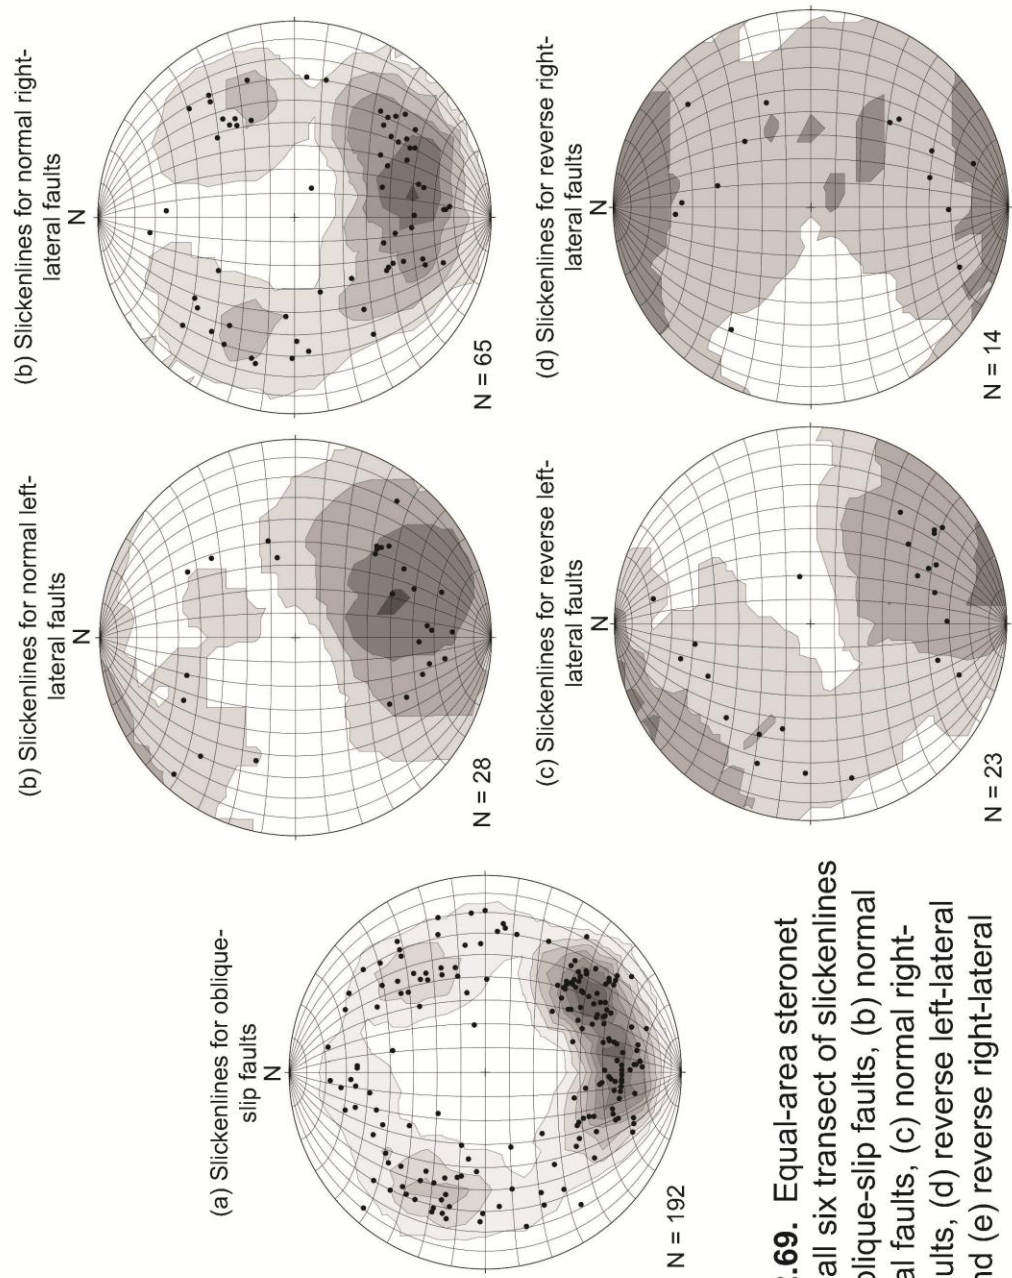 (a) Slickenlines for oblique-
slip faults
N
N = 192
(b) Slickenlines for normal left-
lateral faults
N
N = 28
(b) Slickenlines for normal right-
lateral faults
N
N = 65
(c) Slickenlines for reverse left-
lateral faults
N
N = 23
(d) Slickenlines for reverse right-
lateral faults
N
N = 14
.69. Equal-area steronet
all six transect of slickenlines
blique-slip faults, (b) normal
al faults, (c) normal right-
ults, (d) reverse left-lateral
nd (e) reverse right-lateral